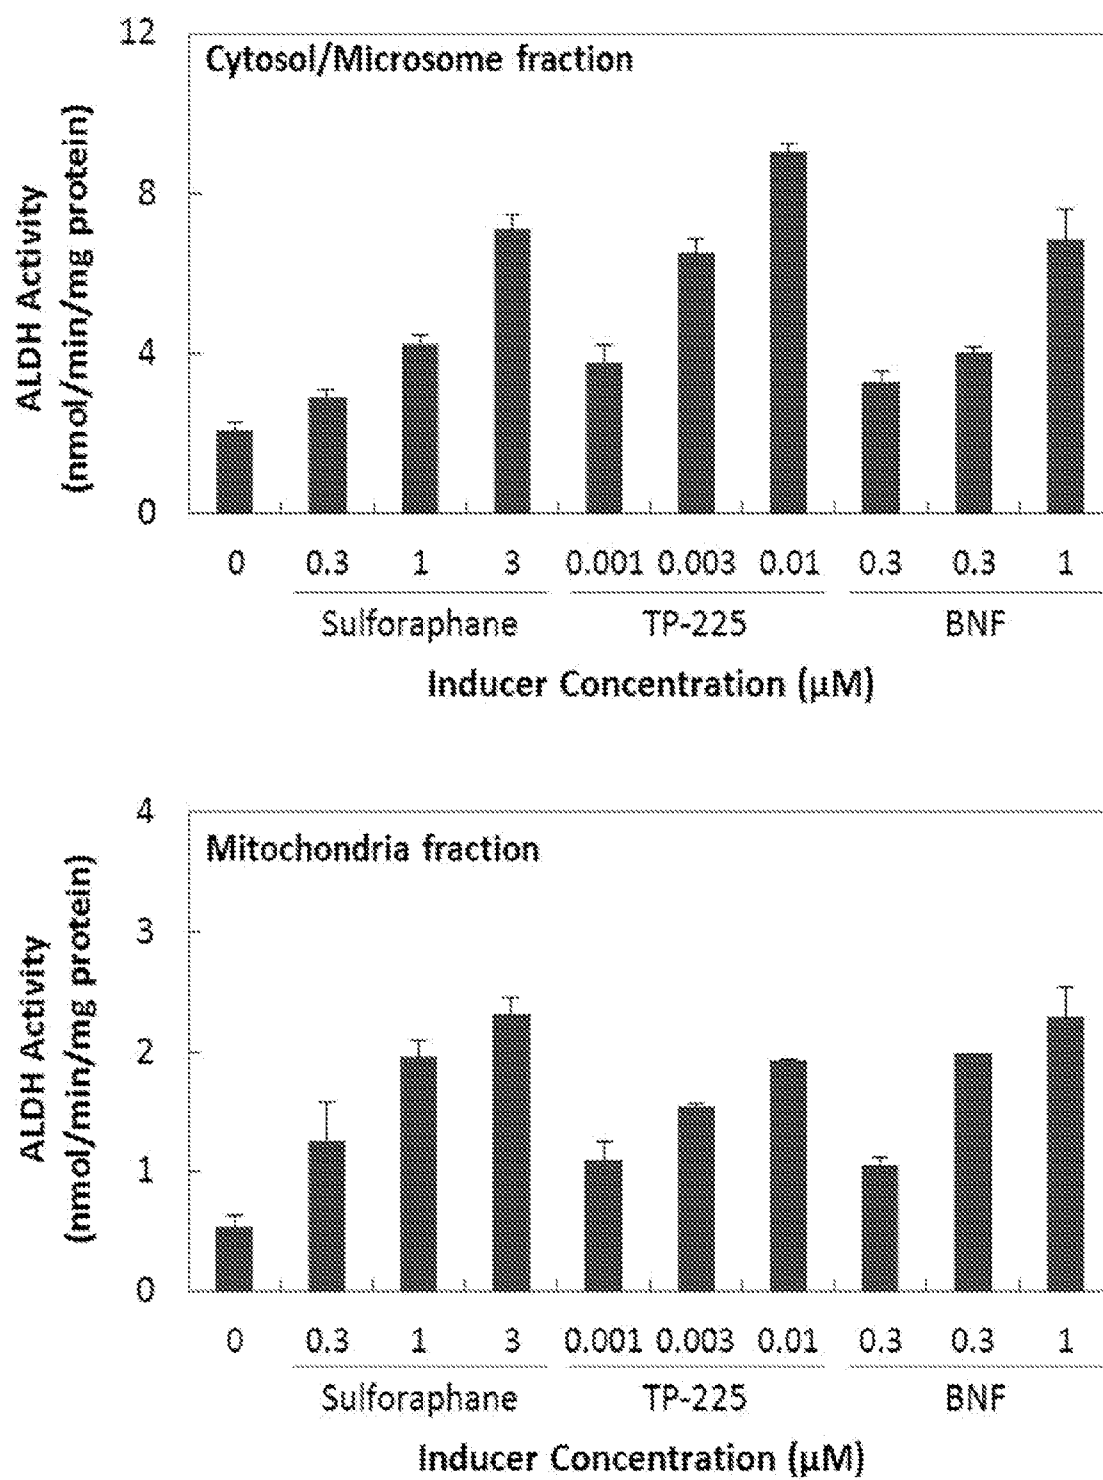 Cytosol/Microsome fraction
ALDH Activity
(nmol/min/mg protein)
12
8
4
0
0 0.3 1 3 0.001 0.003 0.01 0.3 0.3 1
Sulforaphane TP-225 BNF
Inducer Concentration (μM)
Mitochondria fraction
ALDH Activity
(nmol/min/mg protein)
4
3
2
1
0
0 0.3 1 3 0.001 0.003 0.01 0.3 0.3 1
Sulforaphane TP-225 BNF
Inducer Concentration (μM)